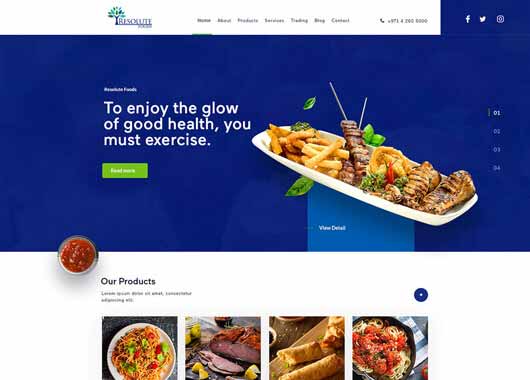 RESOLUTE
FOODS
Home About Products Services Trading Blog Contact
+971 4 260 5000
Resolute Foods
To enjoy the glow
of good health, you
must exercise.
Read more
01
02
03
04
View Detail
Our Products
Lorem ipsum dolor sit amet, consectetur
adipiscing elit.